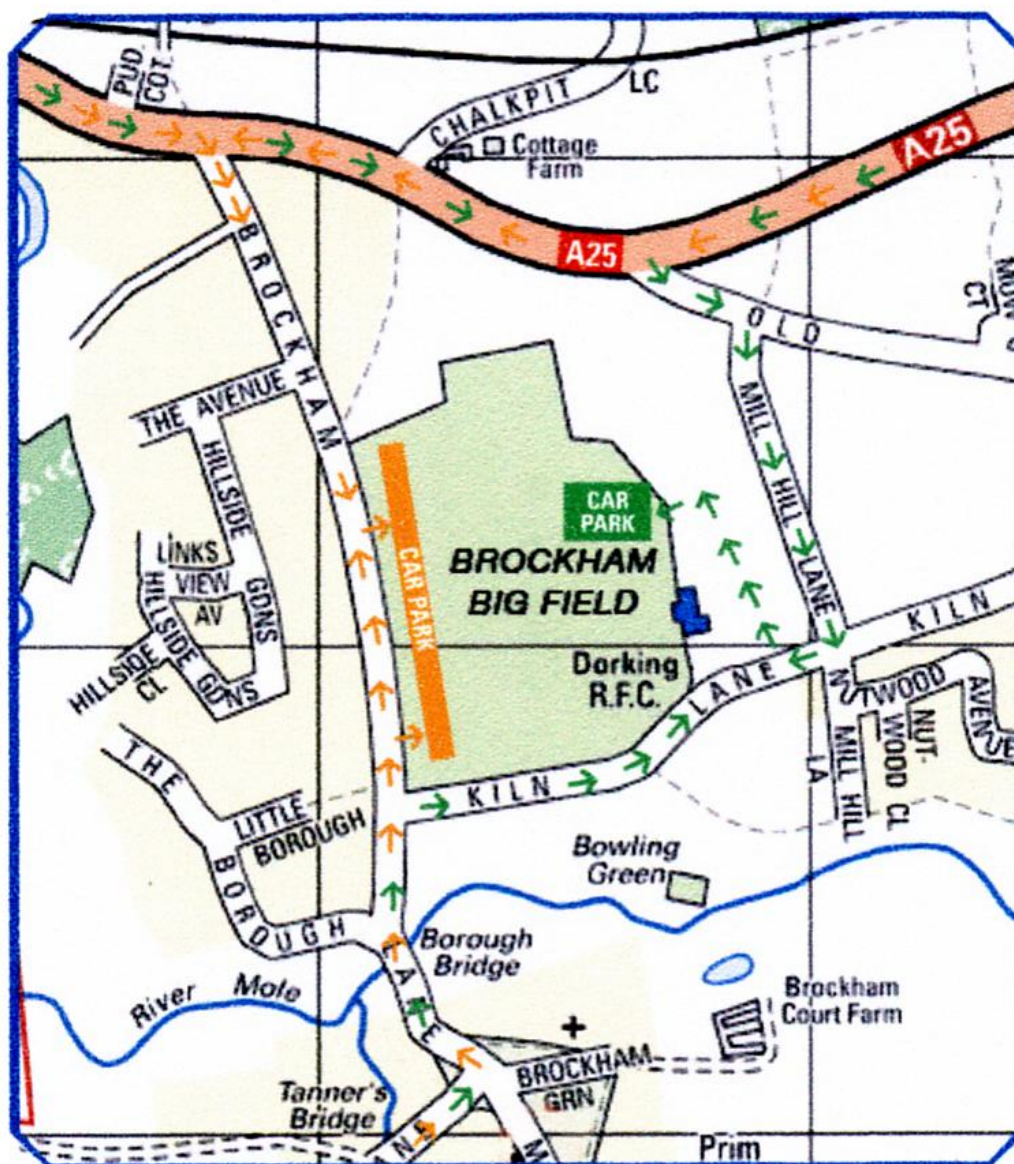 PUD
COT
CHALKPIT
LC
Cottage
Farm
A25
A25
OLD
CT
BROCKHAM
THE AVENUE
HILLSIDE
GDNS
LINKS
VIEW
AV
HILLSIDE
GDNS
HILLSIDE
CL
MILL HILL LANE
CAR
PARK
CAR PARK
BROCKHAM
BIG FIELD
Dorking
R.F.C.
KILN
LANE
KILN
NUTWOOD
AVENUE
NUT-
WOOD CL
MILL HILL
LA
THE
BOROUGH
LITTLE
BOROUGH
Bowling
Green
LANE
Borough
Bridge
River Mole
Brockham
Court Farm
BROCKHAM
GRN
Tanner's
Bridge
Prim